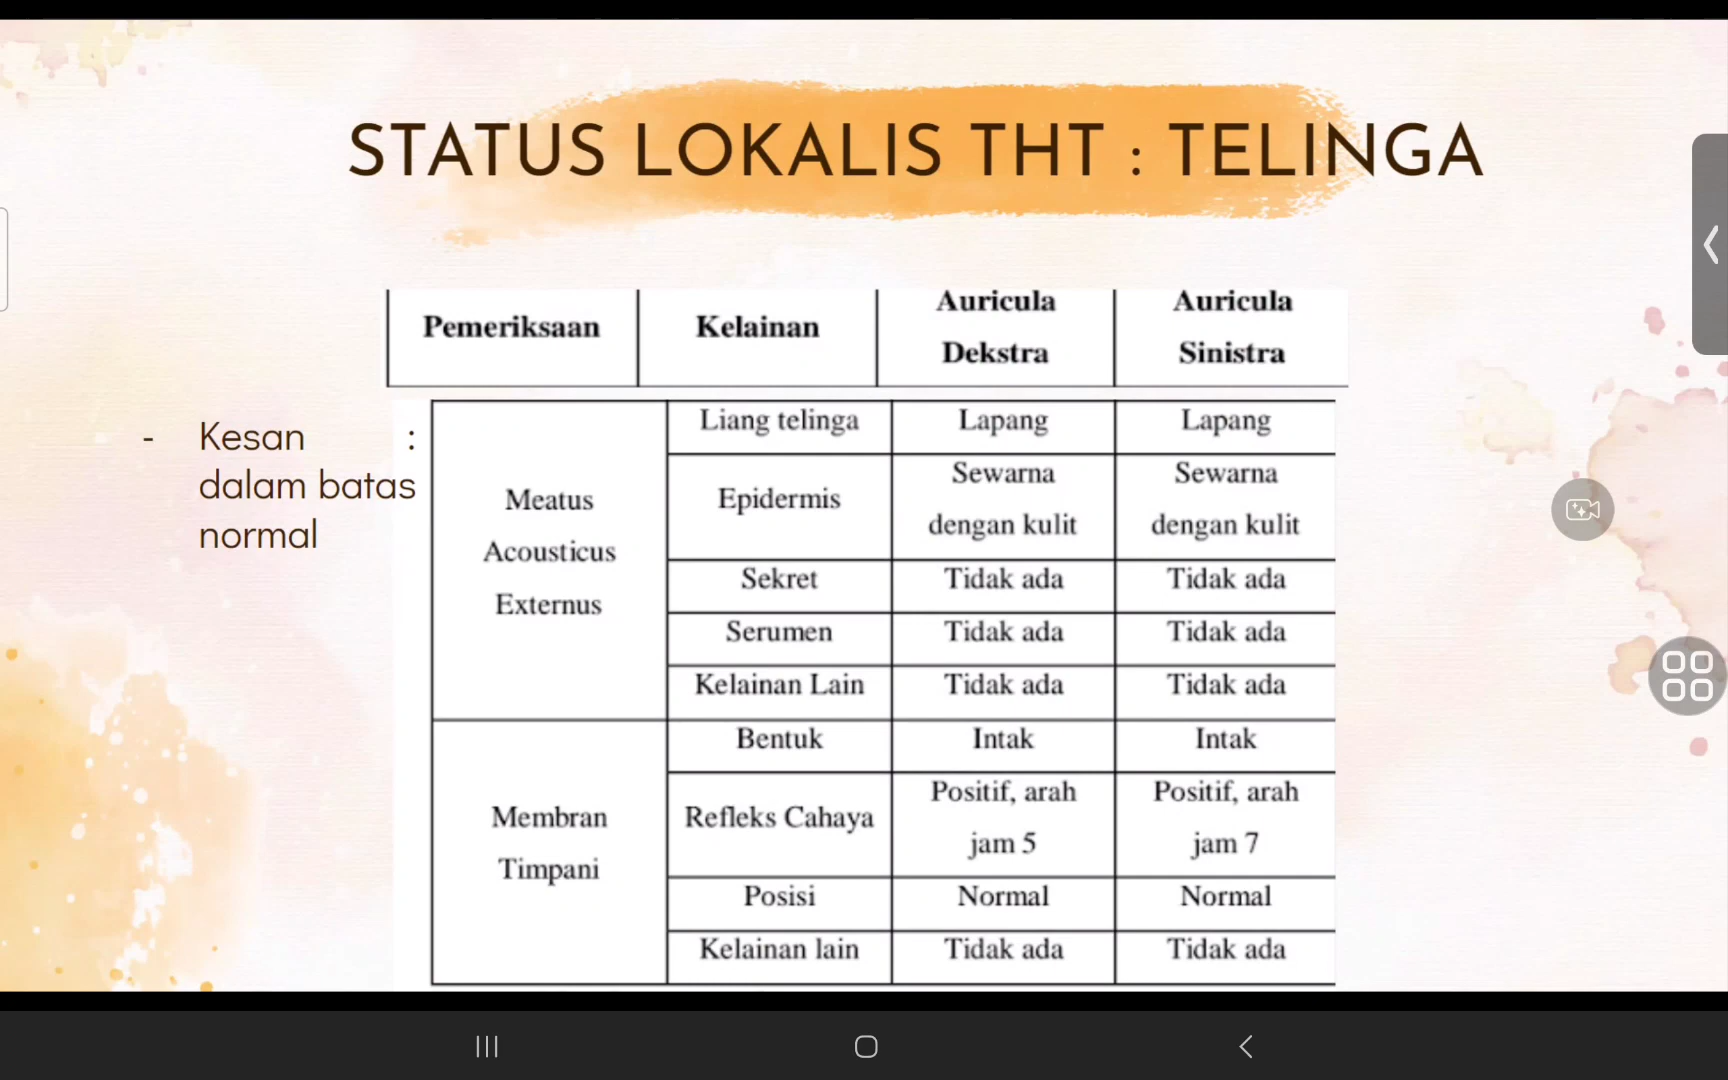 STATUS LOKALIS THT : TELINGA
Pemeriksaan
Kelainan
Auricula
Dekstra
Auricula
Sinistra
- Kesan :
dalam batas
normal
Meatus
Acousticus
Externus
Liang telinga
Lapang
Lapang
Epidermis
Sewarna
dengan kulit
Sewarna
dengan kulit
Sekret
Tidak ada
Tidak ada
Serumen
Tidak ada
Tidak ada
Kelainan Lain
Tidak ada
Tidak ada
Membran
Timpani
Bentuk
Intak
Intak
Refleks Cahaya
Positif, arah
jam 5
Positif, arah
jam 7
Posisi
Normal
Normal
Kelainan lain
Tidak ada
Tidak ada